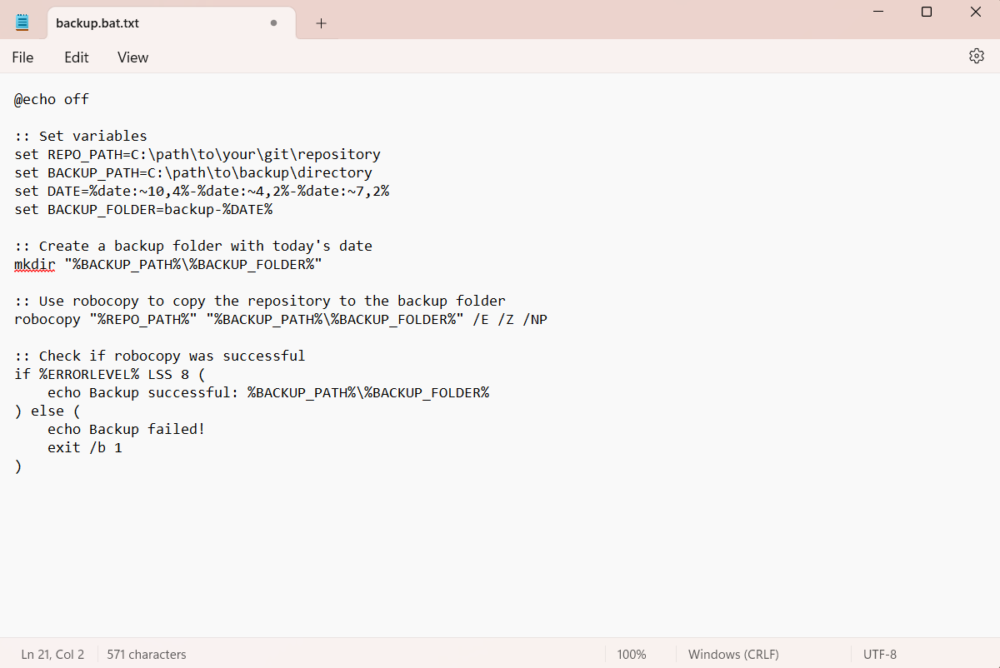 backup.bat.txt
File Edit View
@echo off
:: Set variables
set REPO_PATH=C:\path\to\your\git\repository
set BACKUP_PATH=C:\path\to\backup\directory
set DATE=%date:~10,4%-%date:~4,2%-%date:~7,2%
set BACKUP_FOLDER=backup-%DATE%
:: Create a backup folder with today's date
mkdir "%BACKUP_PATH%\%BACKUP_FOLDER%"
:: Use robocopy to copy the repository to the backup folder
robocopy "%REPO_PATH%" "%BACKUP_PATH%\%BACKUP_FOLDER%" /E /Z /NP
:: Check if robocopy was successful
if %ERRORLEVEL% LSS 8 (
    echo Backup successful: %BACKUP_PATH%\%BACKUP_FOLDER%
) else (
    echo Backup failed!
    exit /b 1
)
Ln 21, Col 2 571 characters 100% Windows (CRLF) UTF-8